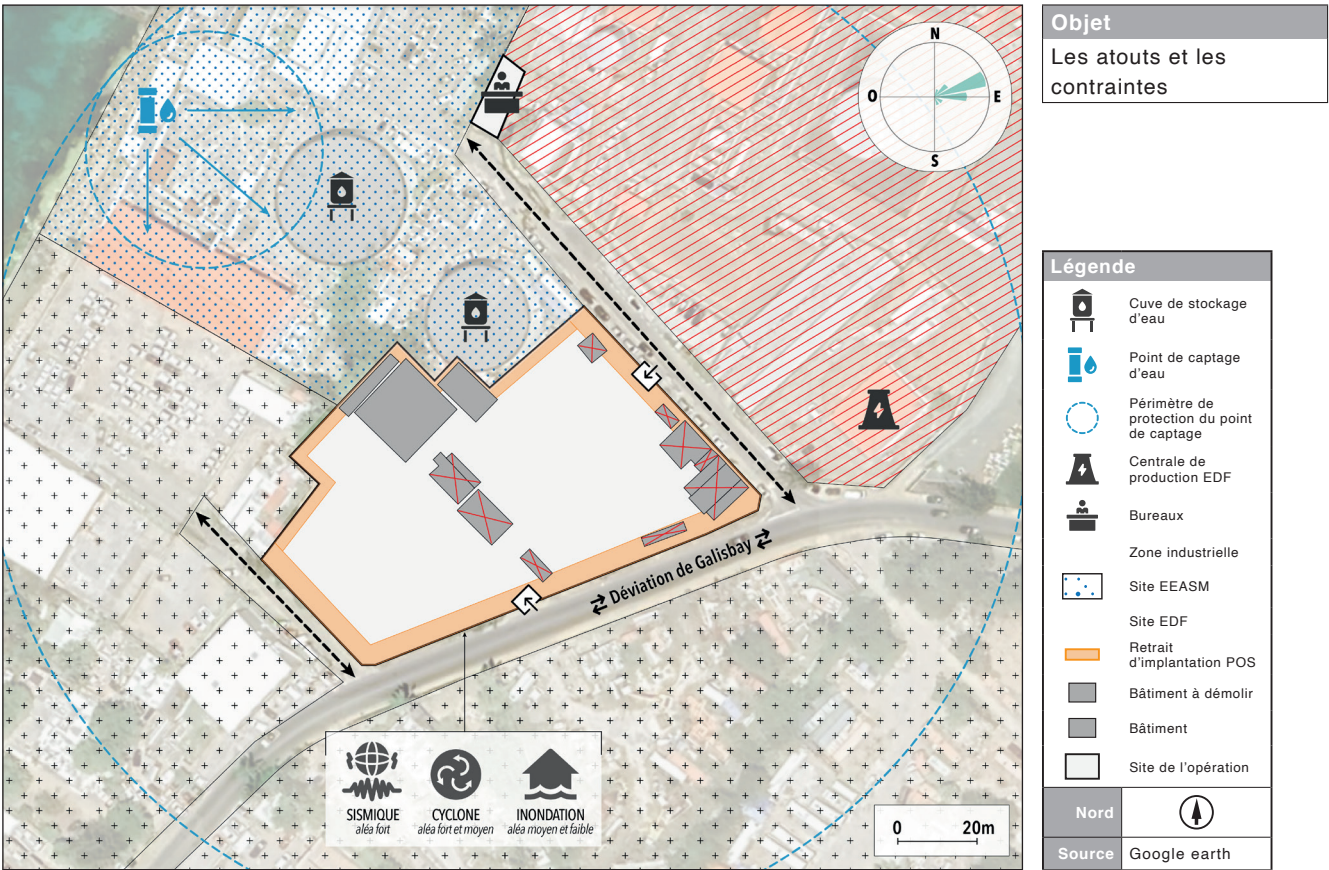 Objet
Les atouts et les
contraintes
N
O
E
S
Déviation de Galisbay
SISMIQUE
aléa fort
CYCLONE
aléa fort et moyen
INONDATION
aléa moyen et faible
0
20m
Légende
Cuve de stockage
d'eau
Point de captage
d'eau
Périmètre de
protection du point
de captage
Centrale de
production EDF
Bureaux
Zone industrielle
Site EEASM
Site EDF
Retrait
d'implantation POS
Bâtiment à démolir
Bâtiment
Site de l'opération
Nord
Source
Google earth